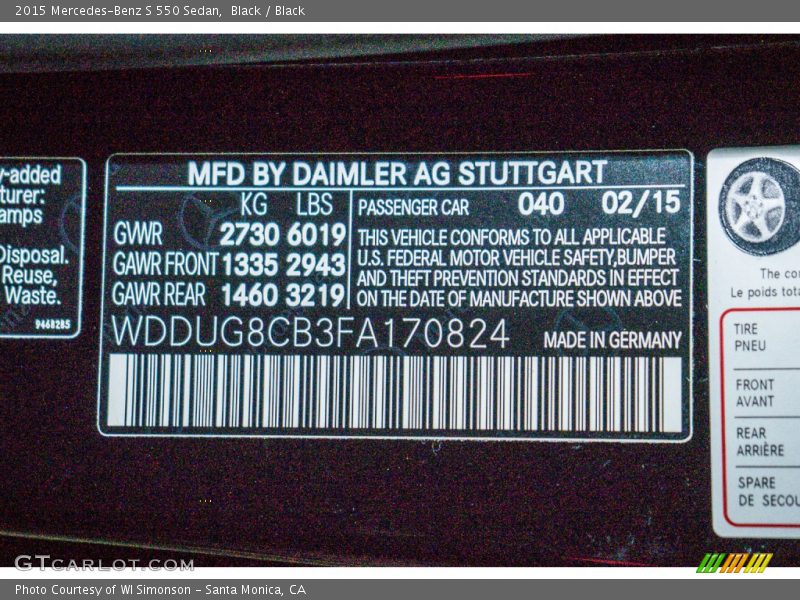 2015 Mercedes-Benz S 550 Sedan, Black / Black
y-added
turer:
amps
Disposal.
Reuse,
Waste.
9468285
MFD BY DAIMLER AG STUTTGART
KG LBS
GWR 2730 6019
GAWR FRONT 1335 2943
GAWR REAR 1460 3219
PASSENGER CAR 040 02/15
THIS VEHICLE CONFORMS TO ALL APPLICABLE
U.S. FEDERAL MOTOR VEHICLE SAFETY,BUMPER
AND THEFT PREVENTION STANDARDS IN EFFECT
ON THE DATE OF MANUFACTURE SHOWN ABOVE
WDDUG8CB3FA170824
MADE IN GERMANY
The co
Le poids tota
TIRE
PNEU
FRONT
AVANT
REAR
ARRIÈRE
SPARE
DE SECOU
GTcarlot.com
Photo Courtesy of WI Simonson - Santa Monica, CA